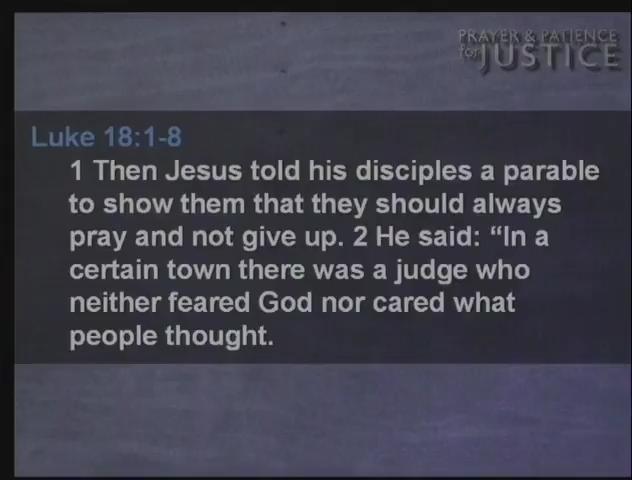 PRAYER & PATIENCE
for JUSTICE
Luke 18:1-8
1 Then Jesus told his disciples a parable
to show them that they should always
pray and not give up. 2 He said: “In a
certain town there was a judge who
neither feared God nor cared what
people thought.